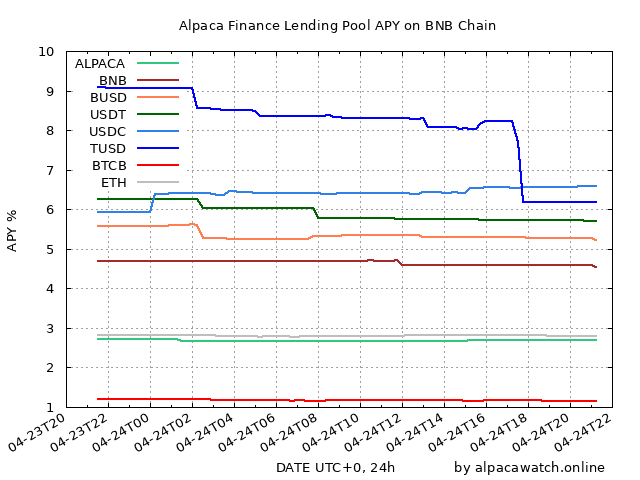 Alpaca Finance Lending Pool APY on BNB Chain
10
9
8
7
6
5
4
3
2
1
APY %
ALPACA
BNB
BUSD
USDT
USDC
TUSD
BTCB
ETH
04-23T20
04-23T22
04-24T00
04-24T02
04-24T04
04-24T06
04-24T08
04-24T10
04-24T12
04-24T14
04-24T16
04-24T18
04-24T20
04-24T22
DATE UTC+0, 24h
by alpacawatch.online